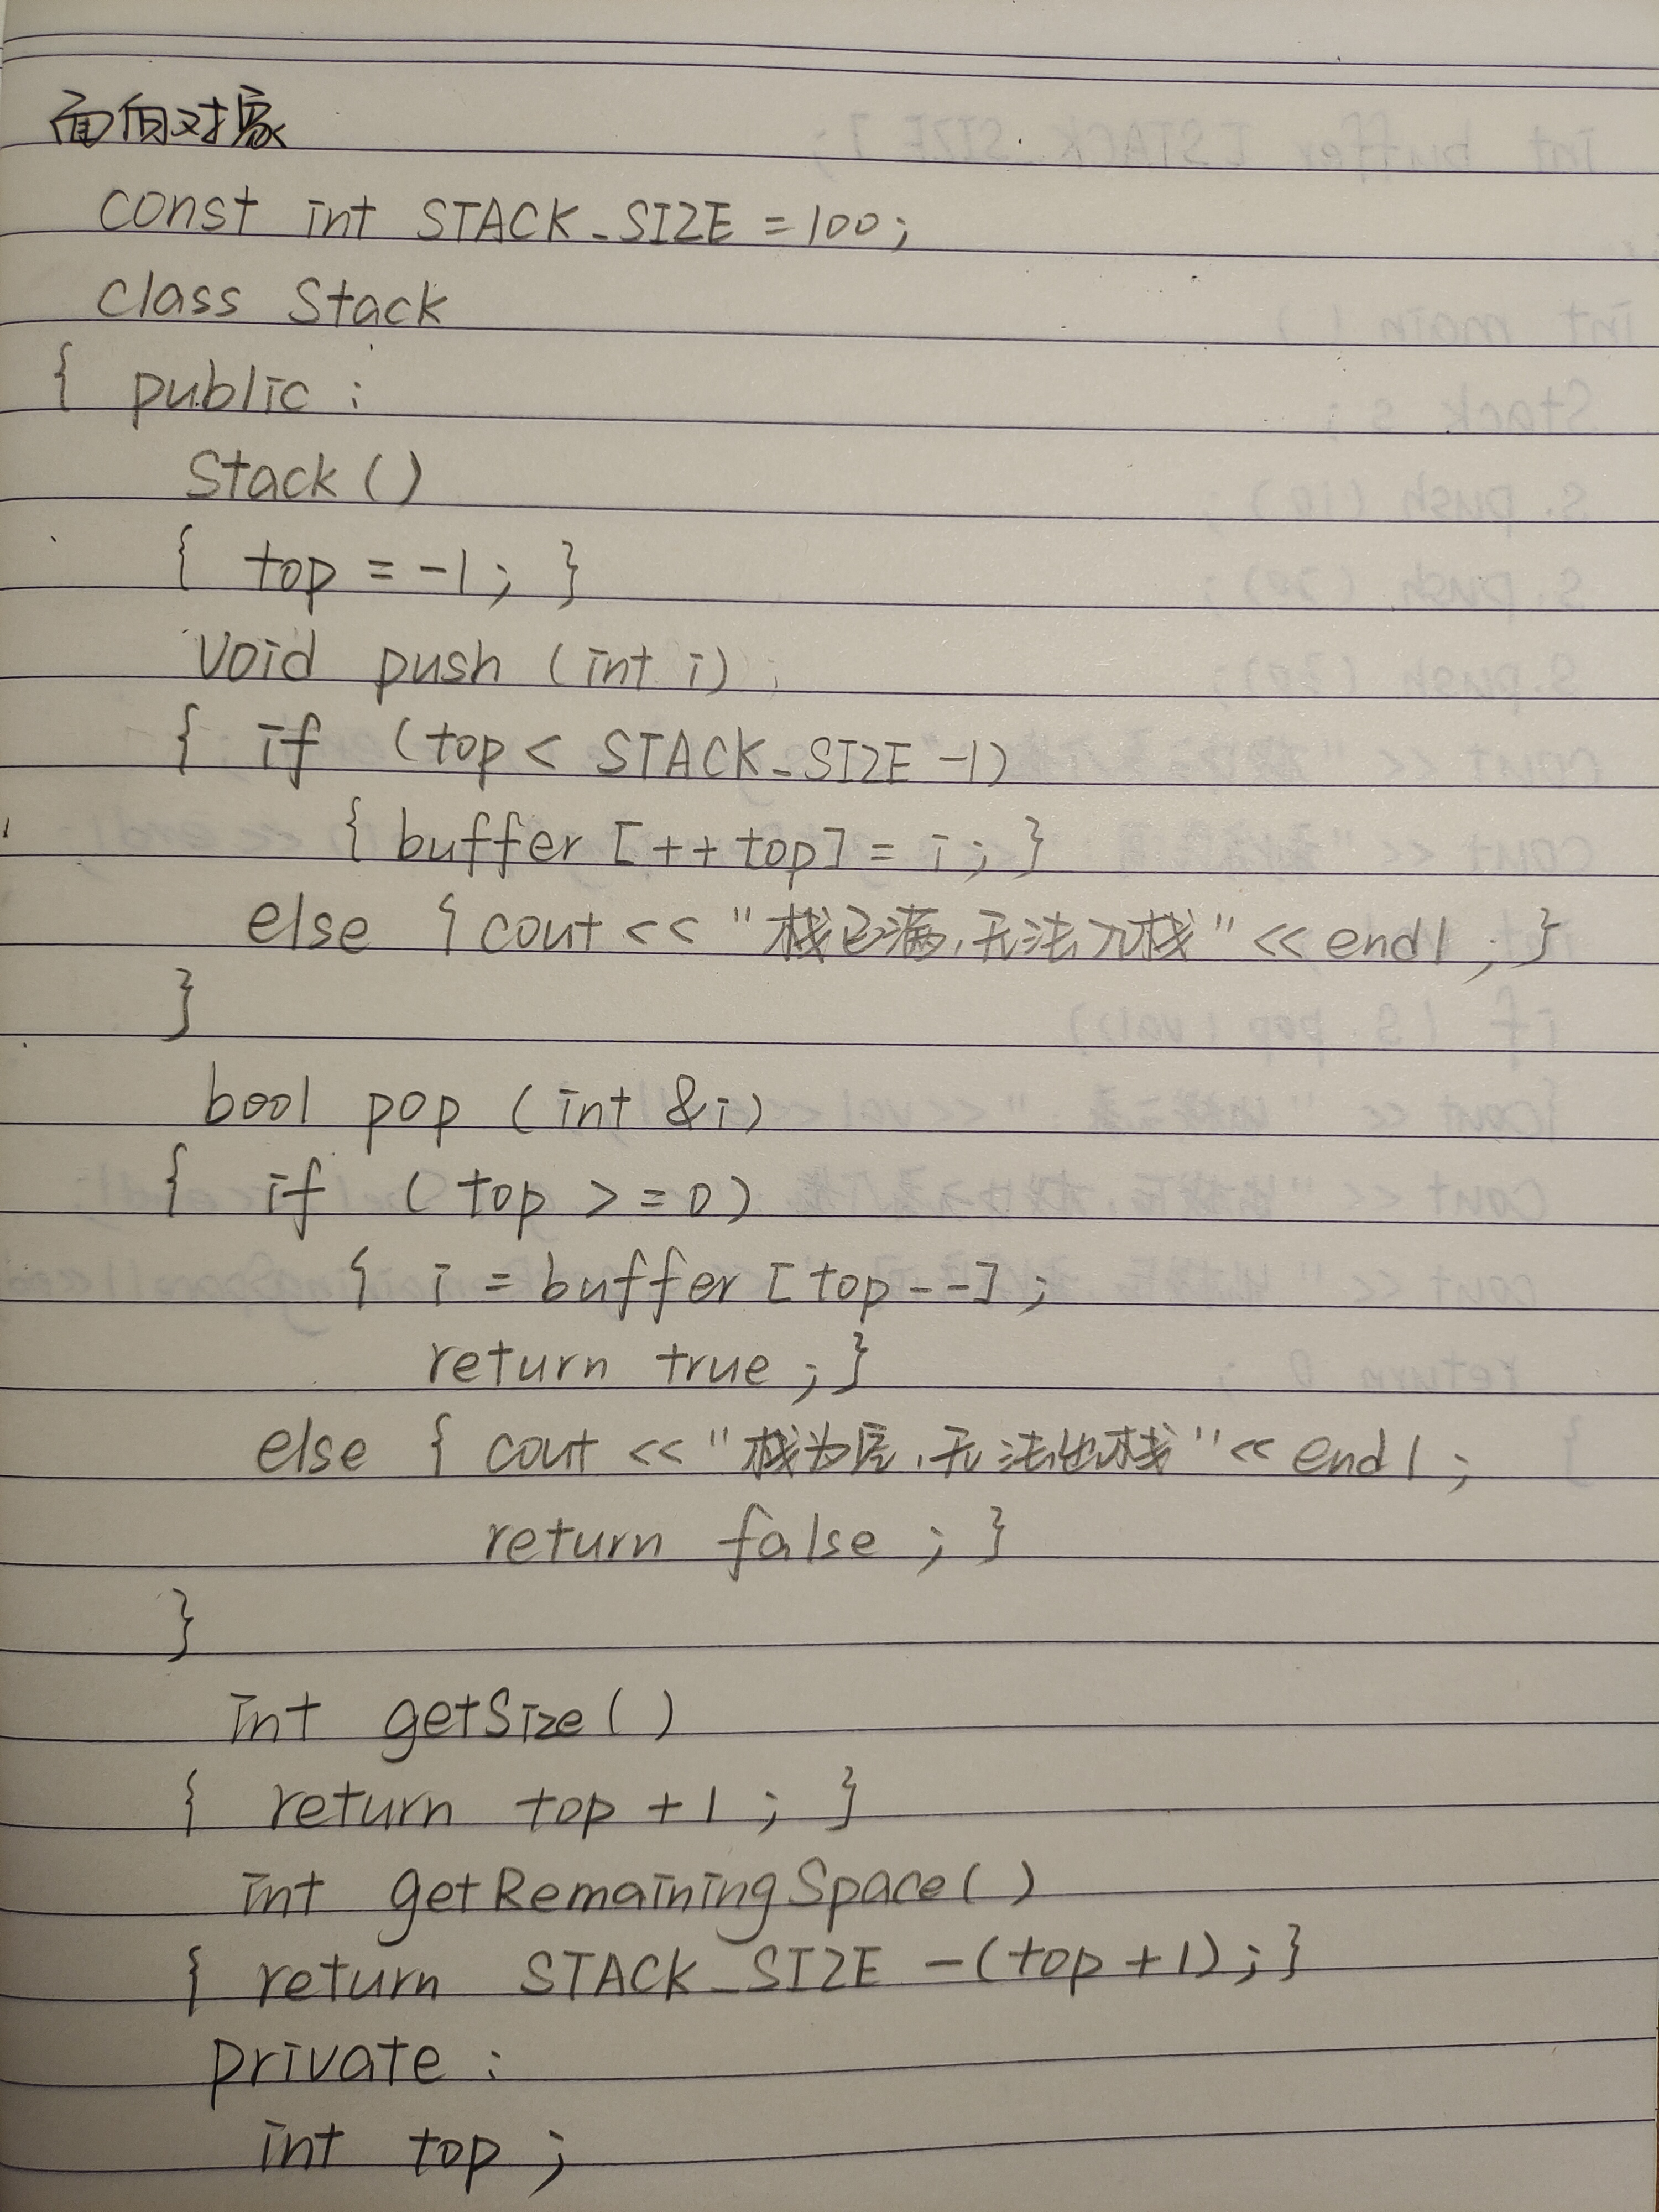 面向对象
const int STACK_SIZE = 100;
class Stack
{ public :
Stack ()
{ top = -1; }
void push (int i)
{ if (top < STACK_SIZE -1)
{ buffer [++top] = i; }
else { cout << "栈已满,无法入栈" << endl ; }
}
bool pop (int &i)
{ if (top >= 0)
{ i = buffer [top--];
return true ; }
else { cout << "栈为空,无法出栈" << endl ;
return false ; }
}
int getSize ()
{ return top + 1 ; }
int getRemainingSpace ()
{ return STACK_SIZE - (top + 1); }
private :
int top ;